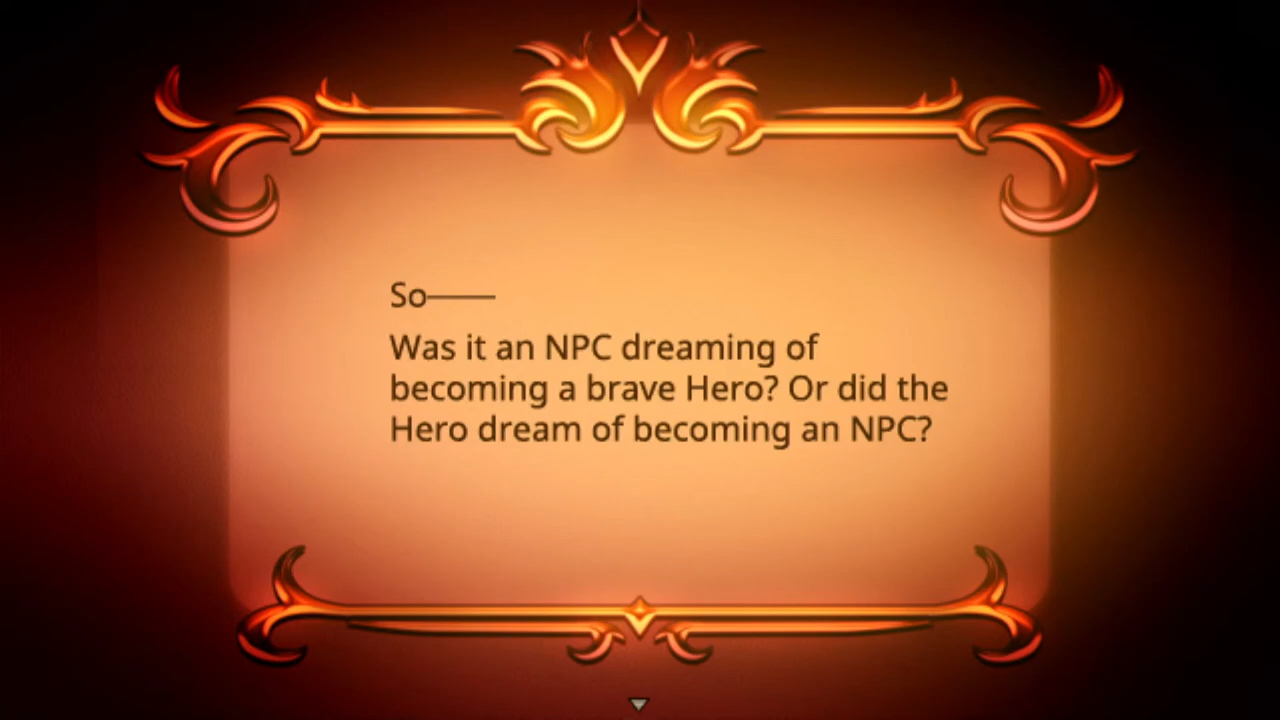 So——
Was it an NPC dreaming of
becoming a brave Hero? Or did the
Hero dream of becoming an NPC?